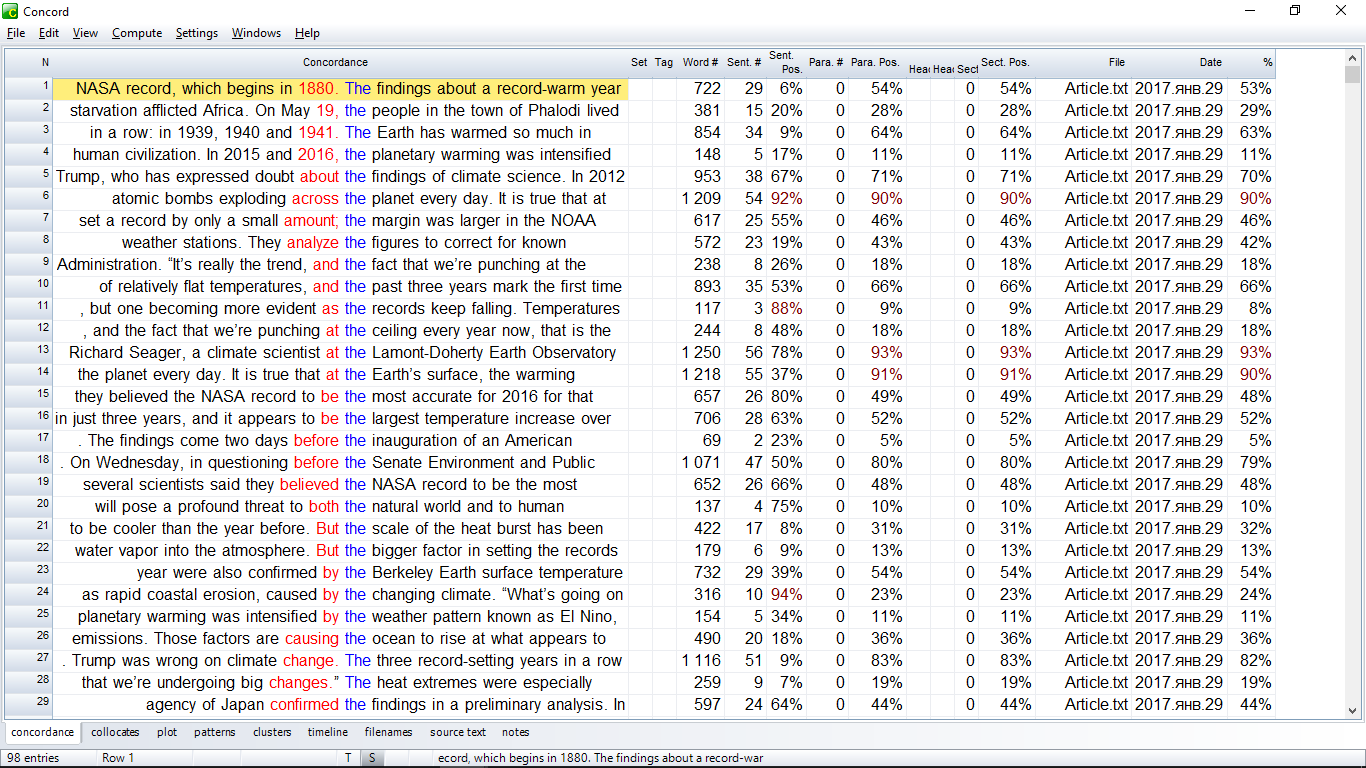 Concord
File Edit View Compute Settings Windows Help
N Concordance Set Tag Word # Sent. # Sent. Pos. Para. # Para. Pos. Heac Heac Sect Sect. Pos. File Date %
1 NASA record, which begins in 1880. The findings about a record-warm year 722 29 6% 0 54% 0 54% Article.txt 2017.янв.29 53%
2 starvation afflicted Africa. On May 19, the people in the town of Phalodi lived 381 15 20% 0 28% 0 28% Article.txt 2017.янв.29 29%
3 in a row: in 1939, 1940 and 1941. The Earth has warmed so much in 854 34 9% 0 64% 0 64% Article.txt 2017.янв.29 63%
4 human civilization. In 2015 and 2016, the planetary warming was intensified 148 5 17% 0 11% 0 11% Article.txt 2017.янв.29 11%
5 Trump, who has expressed doubt about the findings of climate science. In 2012 953 38 67% 0 71% 0 71% Article.txt 2017.янв.29 70%
6 atomic bombs exploding across the planet every day. It is true that at 1 209 54 92% 0 90% 0 90% Article.txt 2017.янв.29 90%
7 set a record by only a small amount; the margin was larger in the NOAA 617 25 55% 0 46% 0 46% Article.txt 2017.янв.29 46%
8 weather stations. They analyze the figures to correct for known 572 23 19% 0 43% 0 43% Article.txt 2017.янв.29 42%
9 Administration. “It’s really the trend, and the fact that we’re punching at the 238 8 26% 0 18% 0 18% Article.txt 2017.янв.29 18%
10 of relatively flat temperatures, and the past three years mark the first time 893 35 53% 0 66% 0 66% Article.txt 2017.янв.29 66%
11 , but one becoming more evident as the records keep falling. Temperatures 117 3 88% 0 9% 0 9% Article.txt 2017.янв.29 8%
12 , and the fact that we’re punching at the ceiling every year now, that is the 244 8 48% 0 18% 0 18% Article.txt 2017.янв.29 18%
13 Richard Seager, a climate scientist at the Lamont-Doherty Earth Observatory 1 250 56 78% 0 93% 0 93% Article.txt 2017.янв.29 93%
14 the planet every day. It is true that at the Earth’s surface, the warming 1 218 55 37% 0 91% 0 91% Article.txt 2017.янв.29 90%
15 they believed the NASA record to be the most accurate for 2016 for that 657 26 80% 0 49% 0 49% Article.txt 2017.янв.29 48%
16 in just three years, and it appears to be the largest temperature increase over 706 28 63% 0 52% 0 52% Article.txt 2017.янв.29 52%
17 . The findings come two days before the inauguration of an American 69 2 23% 0 5% 0 5% Article.txt 2017.янв.29 5%
18 . On Wednesday, in questioning before the Senate Environment and Public 1 071 47 50% 0 80% 0 80% Article.txt 2017.янв.29 79%
19 several scientists said they believed the NASA record to be the most 652 26 66% 0 48% 0 48% Article.txt 2017.янв.29 48%
20 will pose a profound threat to both the natural world and to human 137 4 75% 0 10% 0 10% Article.txt 2017.янв.29 10%
21 to be cooler than the year before. But the scale of the heat burst has been 422 17 8% 0 31% 0 31% Article.txt 2017.янв.29 32%
22 water vapor into the atmosphere. But the bigger factor in setting the records 179 6 9% 0 13% 0 13% Article.txt 2017.янв.29 13%
23 year were also confirmed by the Berkeley Earth surface temperature 732 29 39% 0 54% 0 54% Article.txt 2017.янв.29 54%
24 as rapid coastal erosion, caused by the changing climate. “What’s going on 316 10 94% 0 23% 0 23% Article.txt 2017.янв.29 24%
25 planetary warming was intensified by the weather pattern known as El Nino, 154 5 34% 0 11% 0 11% Article.txt 2017.янв.29 11%
26 emissions. Those factors are causing the ocean to rise at what appears to 490 20 18% 0 36% 0 36% Article.txt 2017.янв.29 36%
27 . Trump was wrong on climate change. The three record-setting years in a row 1 116 51 9% 0 83% 0 83% Article.txt 2017.янв.29 82%
28 that we’re undergoing big changes.” The heat extremes were especially 259 9 7% 0 19% 0 19% Article.txt 2017.янв.29 19%
29 agency of Japan confirmed the findings in a preliminary analysis. In 597 24 64% 0 44% 0 44% Article.txt 2017.янв.29 44%
concordance collocates plot patterns clusters timeline filenames source text notes
98 entries Row 1 T S ecord, which begins in 1880. The findings about a record-war